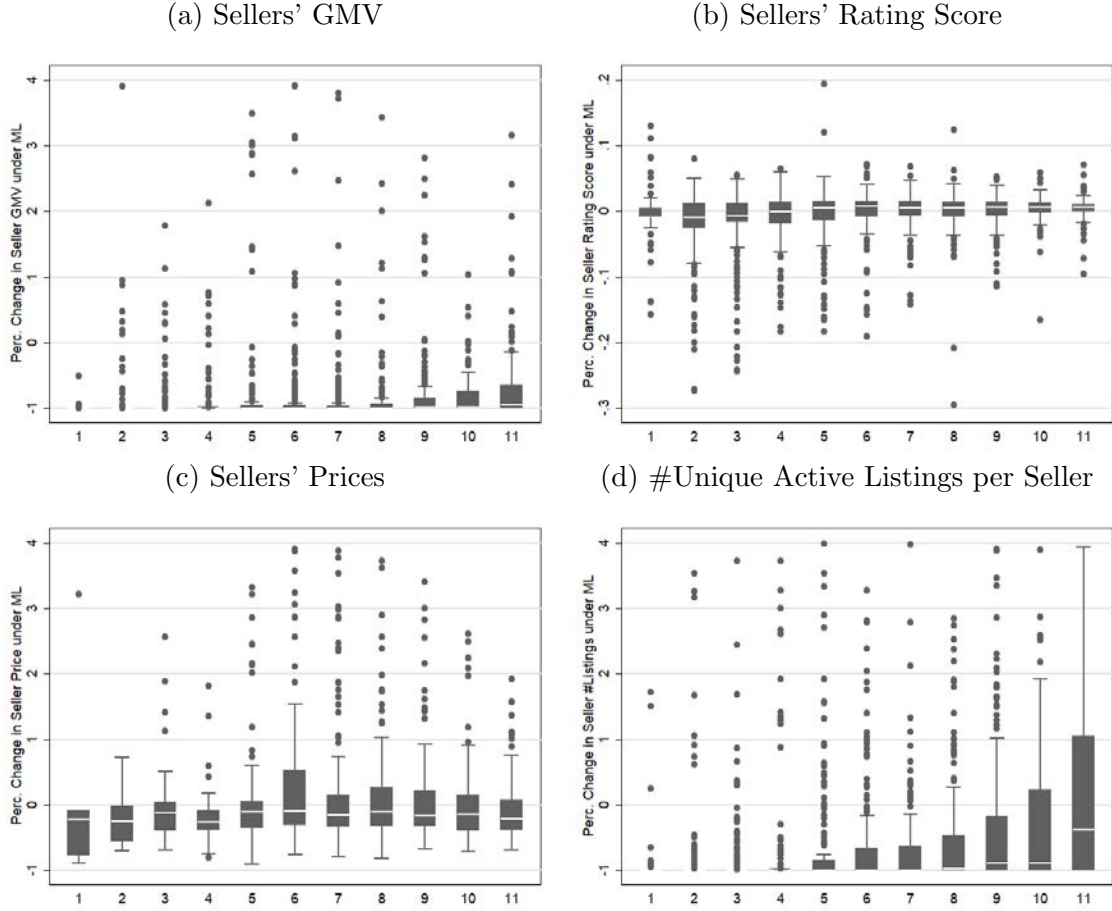 (a) Sellers' GMV
(b) Sellers' Rating Score
Perc. Change in Seller GMV under ML
4
3
2
1
0
-1
1 2 3 4 5 6 7 8 9 10 11
Perc. Change in Seller Rating Score under ML
.2
.1
0
-.1
-.2
-.3
1 2 3 4 5 6 7 8 9 10 11
(c) Sellers' Prices
(d) #Unique Active Listings per Seller
Perc. Change in Seller Price under ML
4
3
2
1
0
-1
1 2 3 4 5 6 7 8 9 10 11
Perc. Change in Seller #Listings under ML
4
3
2
1
0
-1
1 2 3 4 5 6 7 8 9 10 11